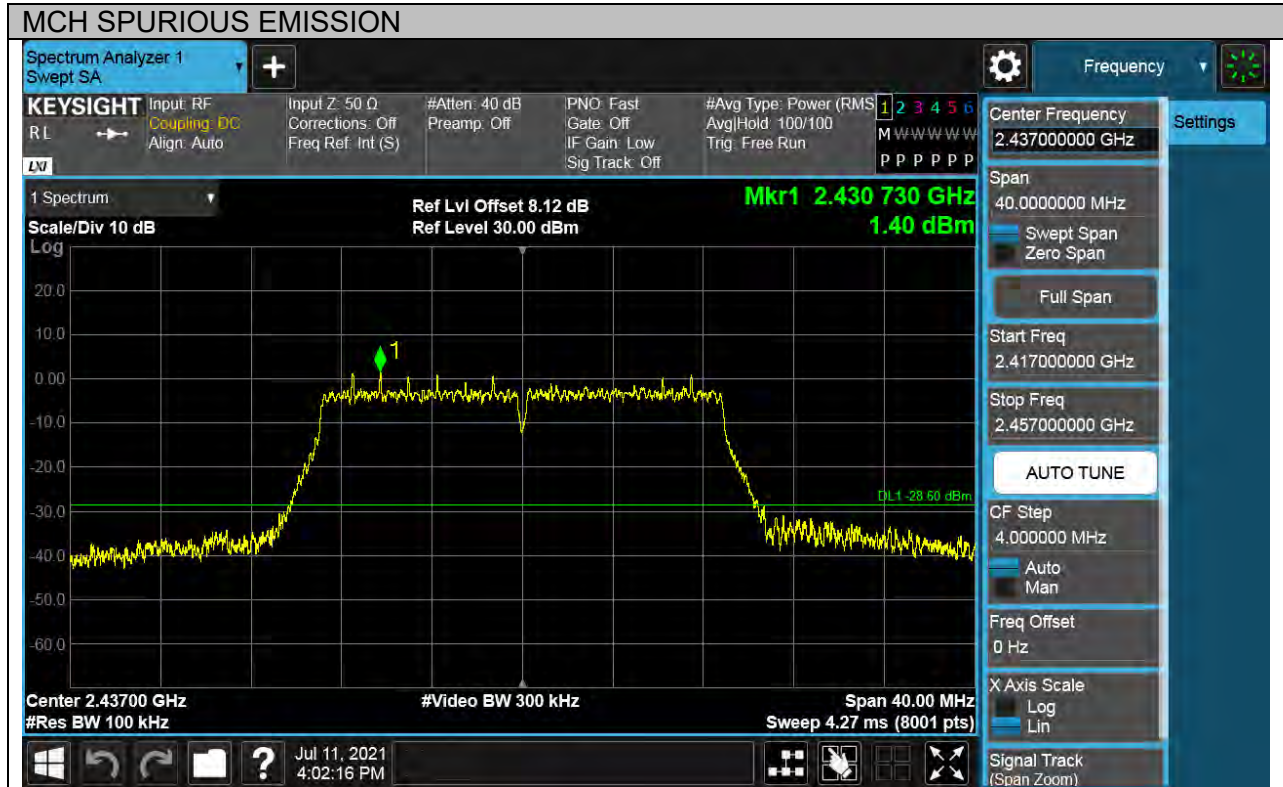 MCH SPURIOUS EMISSION
Spectrum Analyzer 1
Swept SA
Frequency
KEYSIGHT
RL
LXI
Input: RF
Coupling: DC
Align: Auto
Input Z: 50 Ω
Corrections: Off
Freq Ref: Int (S)
#Atten: 40 dB
Preamp: Off
PNO: Fast
Gate: Off
IF Gain: Low
Sig Track: Off
#Avg Type: Power (RMS
Avg|Hold: 100/100
Trig: Free Run
1 2 3 4 5 6
M W W W W W
P P P P P P
1 Spectrum
Scale/Div 10 dB
Log
Ref Lvl Offset 8.12 dB
Ref Level 30.00 dBm
Mkr1 2.430 730 GHz
1.40 dBm
20.0
10.0
0.00
-10.0
-20.0
-30.0
-40.0
-50.0
-60.0
1
DL1 -28.60 dBm
Center 2.43700 GHz
#Res BW 100 kHz
#Video BW 300 kHz
Span 40.00 MHz
Sweep 4.27 ms (8001 pts)
Center Frequency
2.437000000 GHz
Settings
Span
40.0000000 MHz
Swept Span
Zero Span
Full Span
Start Freq
2.417000000 GHz
Stop Freq
2.457000000 GHz
AUTO TUNE
CF Step
4.000000 MHz
Auto
Man
Freq Offset
0 Hz
X Axis Scale
Log
Lin
Signal Track
(Span Zoom)
?
Jul 11, 2021
4:02:16 PM